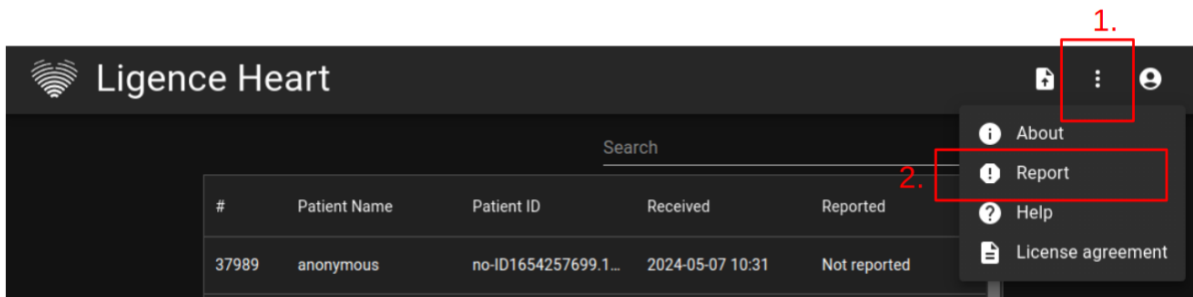 1.
Ligence Heart
About
Search
2.
Report
# Patient Name Patient ID Received Reported
Help
37989 anonymous no-ID1654257699.1... 2024-05-07 10:31 Not reported
License agreement